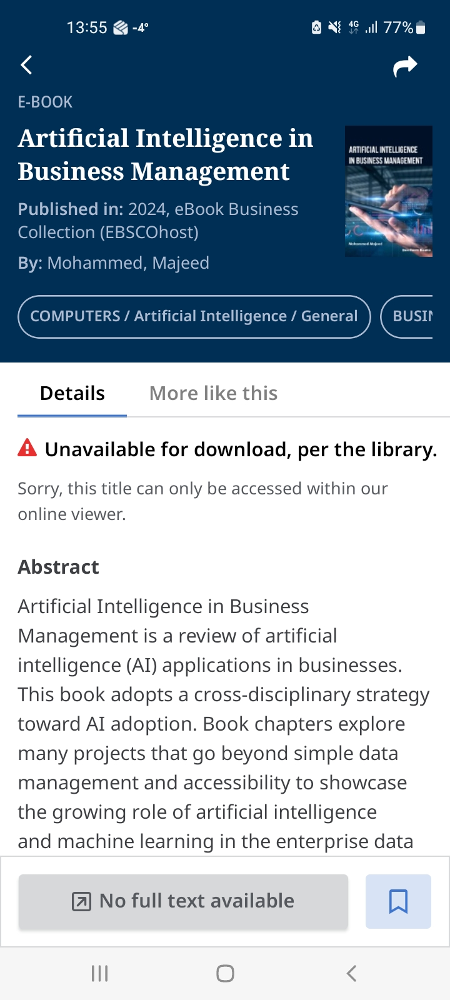 13:55 -4° 4G 77%
E-BOOK
Artificial Intelligence in
Business Management
Published in: 2024, eBook Business
Collection (EBSCOhost)
By: Mohammed, Majeed
ARTIFICIAL INTELLIGENCE
IN BUSINESS MANAGEMENT
Mohammed Majeed
COMPUTERS / Artificial Intelligence / General
BUSIN
Details More like this
Unavailable for download, per the library.
Sorry, this title can only be accessed within our
online viewer.
Abstract
Artificial Intelligence in Business
Management is a review of artificial
intelligence (AI) applications in businesses.
This book adopts a cross-disciplinary strategy
toward AI adoption. Book chapters explore
many projects that go beyond simple data
management and accessibility to showcase
the growing role of artificial intelligence
and machine learning in the enterprise data
No full text available